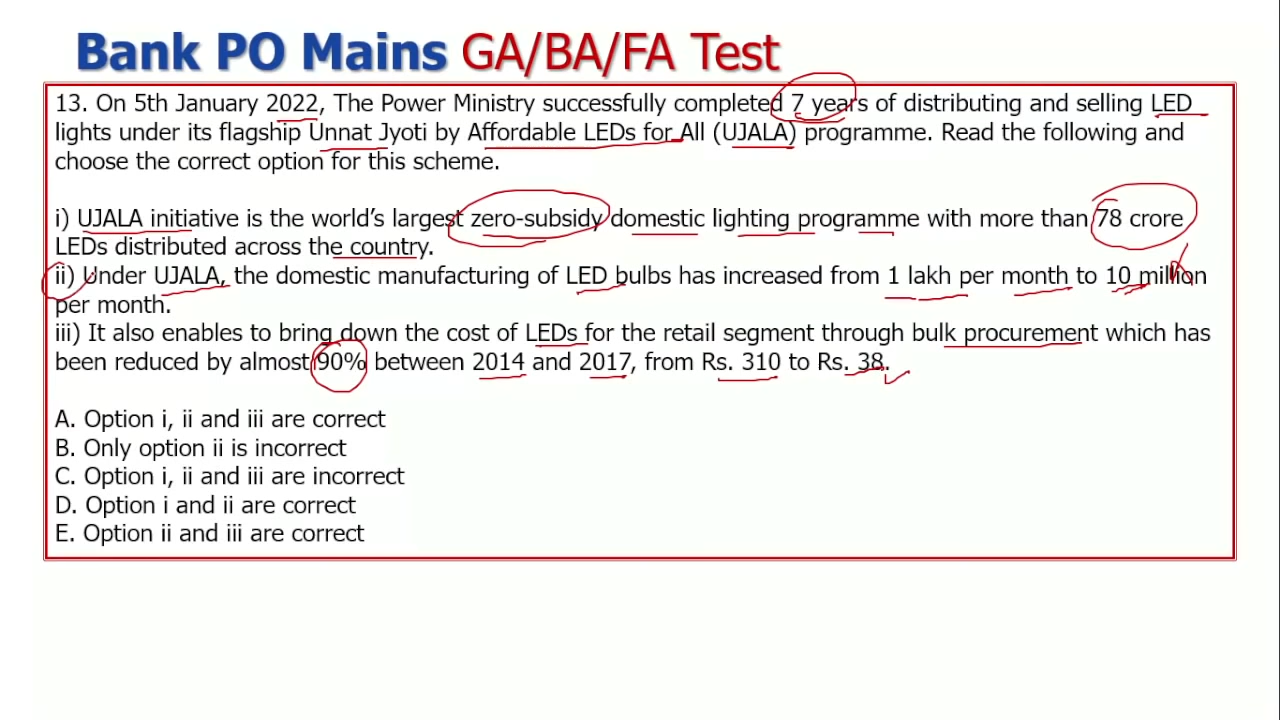 Bank PO Mains GA/BA/FA Test
13. On 5th January 2022, The Power Ministry successfully completed 7 years of distributing and selling LED
lights under its flagship Unnat Jyoti by Affordable LEDs for All (UJALA) programme. Read the following and
choose the correct option for this scheme.
i) UJALA initiative is the world's largest zero-subsidy domestic lighting programme with more than 78 crore
LEDs distributed across the country.
ii) Under UJALA, the domestic manufacturing of LED bulbs has increased from 1 lakh per month to 10 million
per month.
iii) It also enables to bring down the cost of LEDs for the retail segment through bulk procurement which has
been reduced by almost 90% between 2014 and 2017, from Rs. 310 to Rs. 38.
A. Option i, ii and iii are correct
B. Only option ii is incorrect
C. Option i, ii and iii are incorrect
D. Option i and ii are correct
E. Option ii and iii are correct